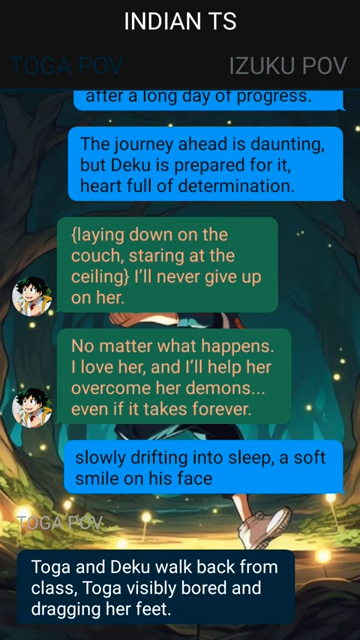 INDIAN TS
TOGA POV
IZUKU POV
after a long day of progress.
The journey ahead is daunting,
but Deku is prepared for it,
heart full of determination.
{laying down on the
couch, staring at the
ceiling} I'll never give up
on her.
No matter what happens.
I love her, and I'll help her
overcome her demons...
even if it takes forever.
slowly drifting into sleep, a soft
smile on his face
TOGA POV
Toga and Deku walk back from
class, Toga visibly bored and
dragging her feet.